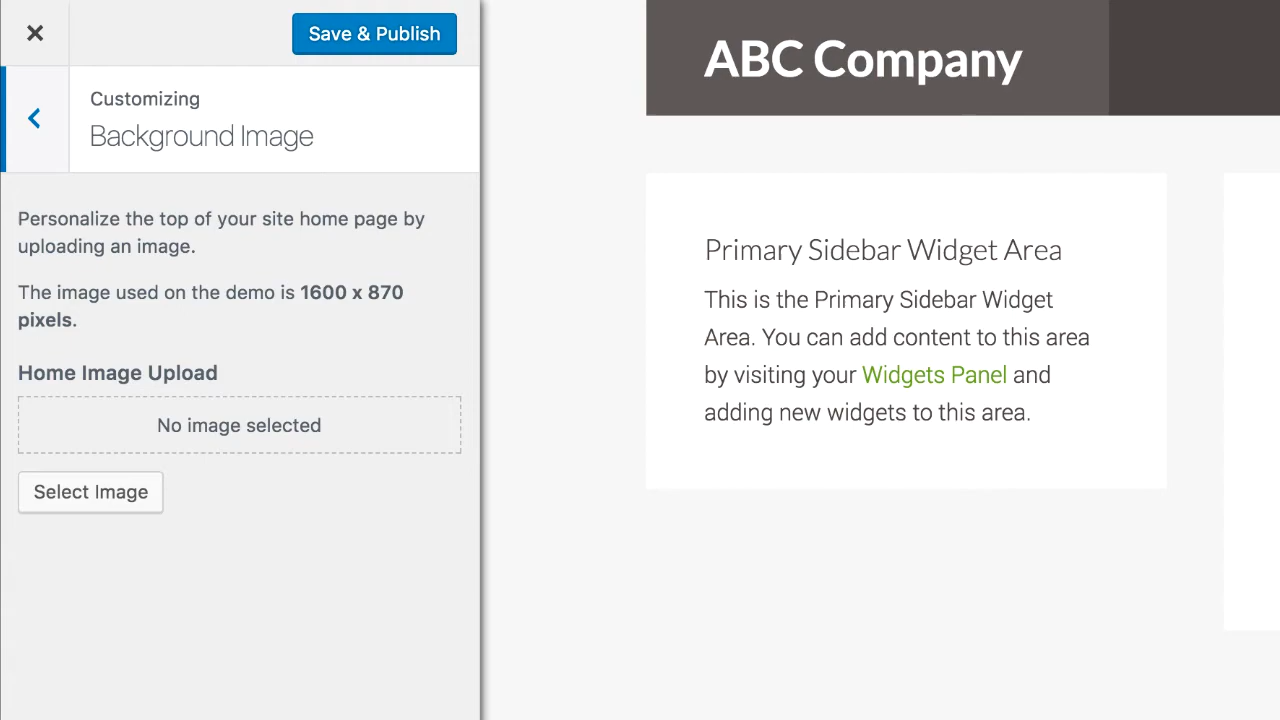 Save & Publish
Customizing
Background Image
Personalize the top of your site home page by
uploading an image.
The image used on the demo is 1600 x 870
pixels.
Home Image Upload
No image selected
Select Image
ABC Company
Primary Sidebar Widget Area
This is the Primary Sidebar Widget
Area. You can add content to this area
by visiting your Widgets Panel and
adding new widgets to this area.